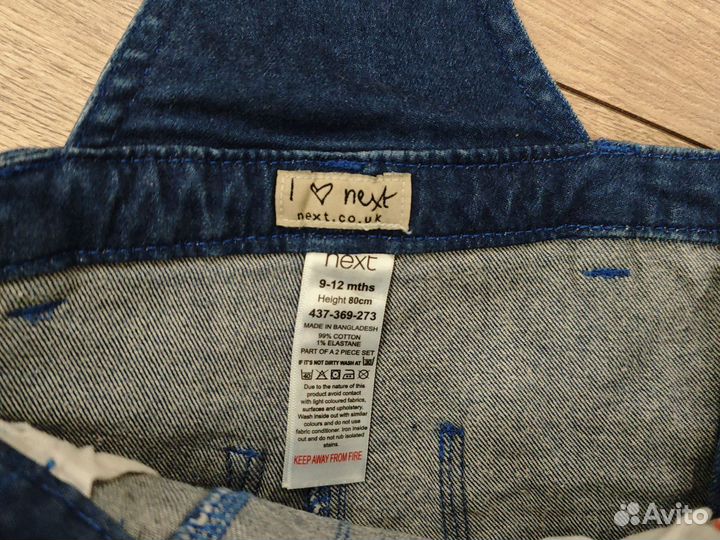 I ♡ next
next.co.uk
next
9-12 mths
Height 80cm
437-369-273
MADE IN BANGLADESH
99% COTTON
1% ELASTANE
PART OF A 2 PIECE SET
IF IT'S NOT DIRTY WASH AT 30
40
Due to the nature of this
product avoid contact
with light coloured fabrics,
surfaces and upholstery.
Wash inside out with similar
colours and do not use
fabric conditioner. Iron inside
out and do not rub isolated
stains.
KEEP AWAY FROM FIRE
Avito